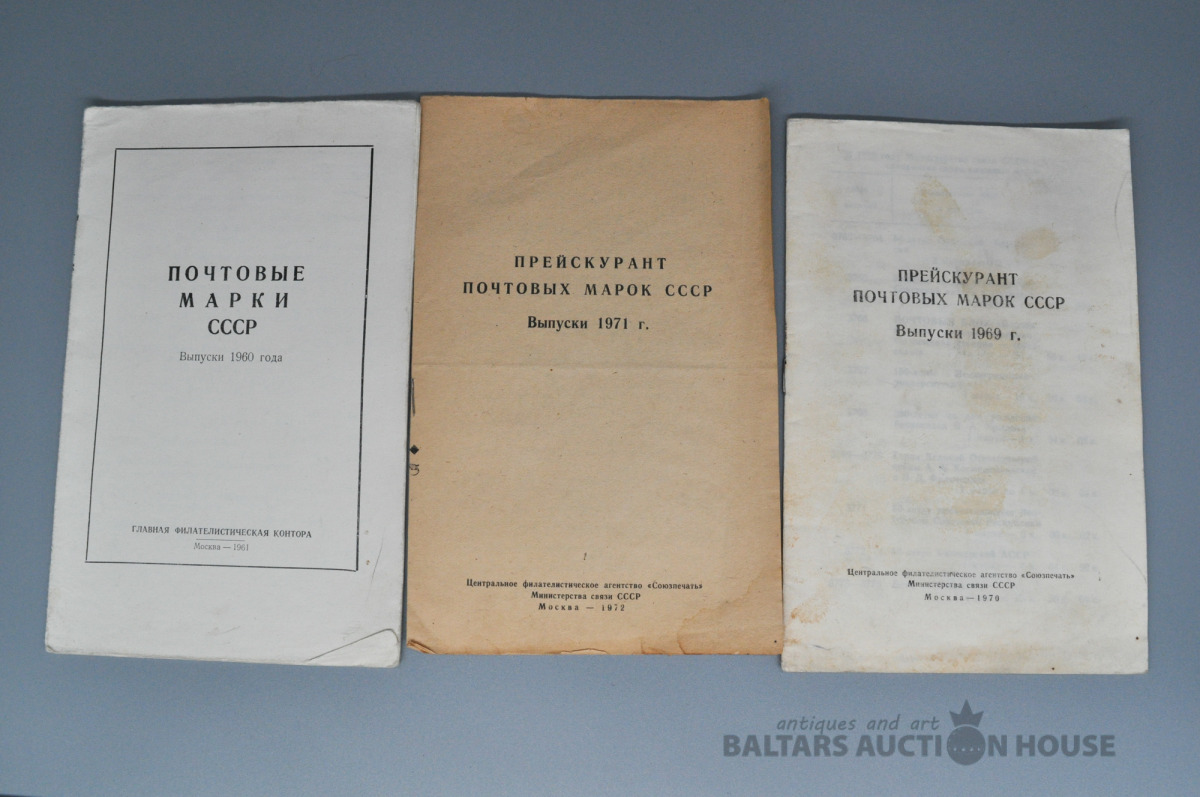 ПОЧТОВЫЕ
МАРКИ
СССР
Выпуски 1960 года
ГЛАВНАЯ ФИЛАТЕЛИСТИЧЕСКАЯ КОНТОРА
Москва — 1961
ПРЕЙСКУРАНТ
ПОЧТОВЫХ МАРОК СССР
Выпуски 1971 г.
Центральное филателистическое агентство «Союзпечать»
Министерства связи СССР
Москва — 1972
ПРЕЙСКУРАНТ
ПОЧТОВЫХ МАРОК СССР
Выпуски 1969 г.
Центральное филателистическое агентство «Союзпечать»
Министерства связи СССР
Москва — 1970
antiques and art
BALTARS AUCTION HOUSE